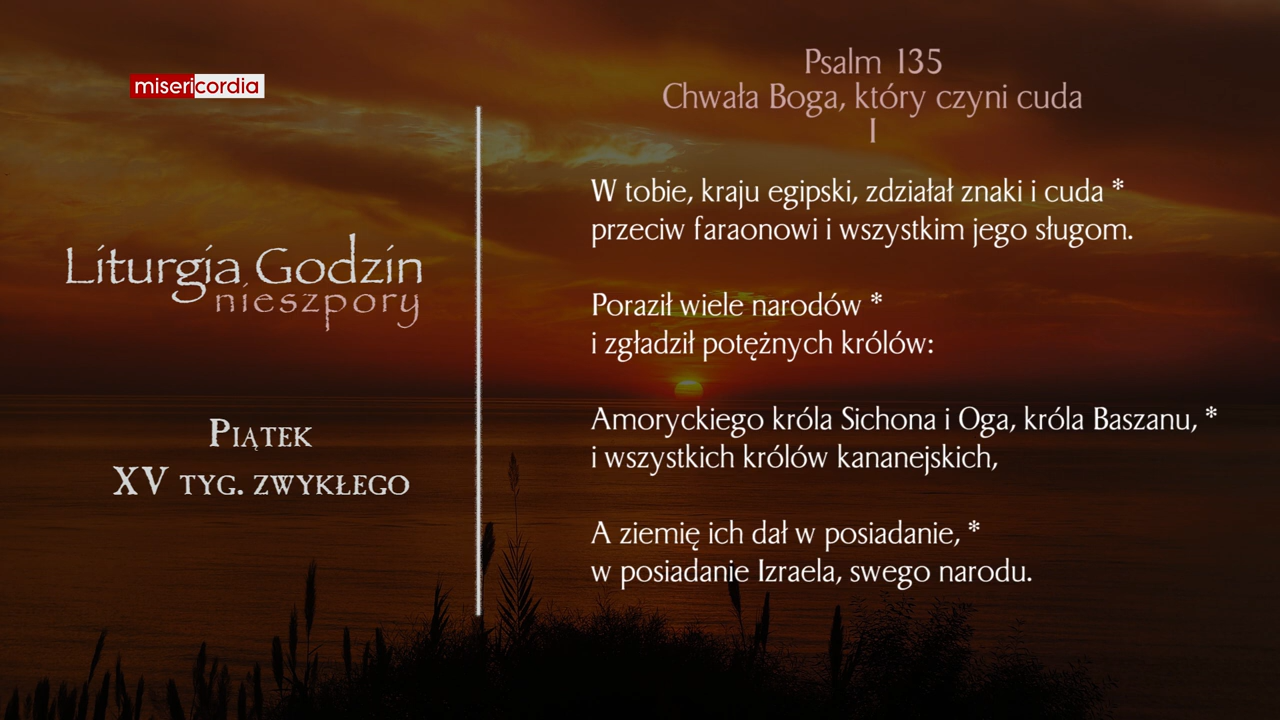 misericordia
Liturgia Godzin
nieszpory
Piątek
XV tyg. zwykłego
Psalm 135
Chwała Boga, który czyni cuda
I
W tobie, kraju egipski, zdziałał znaki i cuda *
przeciw faraonowi i wszystkim jego sługom.
Poraził wiele narodów *
i zgładził potężnych królów:
Amoryckiego króla Sichona i Oga, króla Baszanu, *
i wszystkich królów kananejskich,
A ziemię ich dał w posiadanie, *
w posiadanie Izraela, swego narodu.